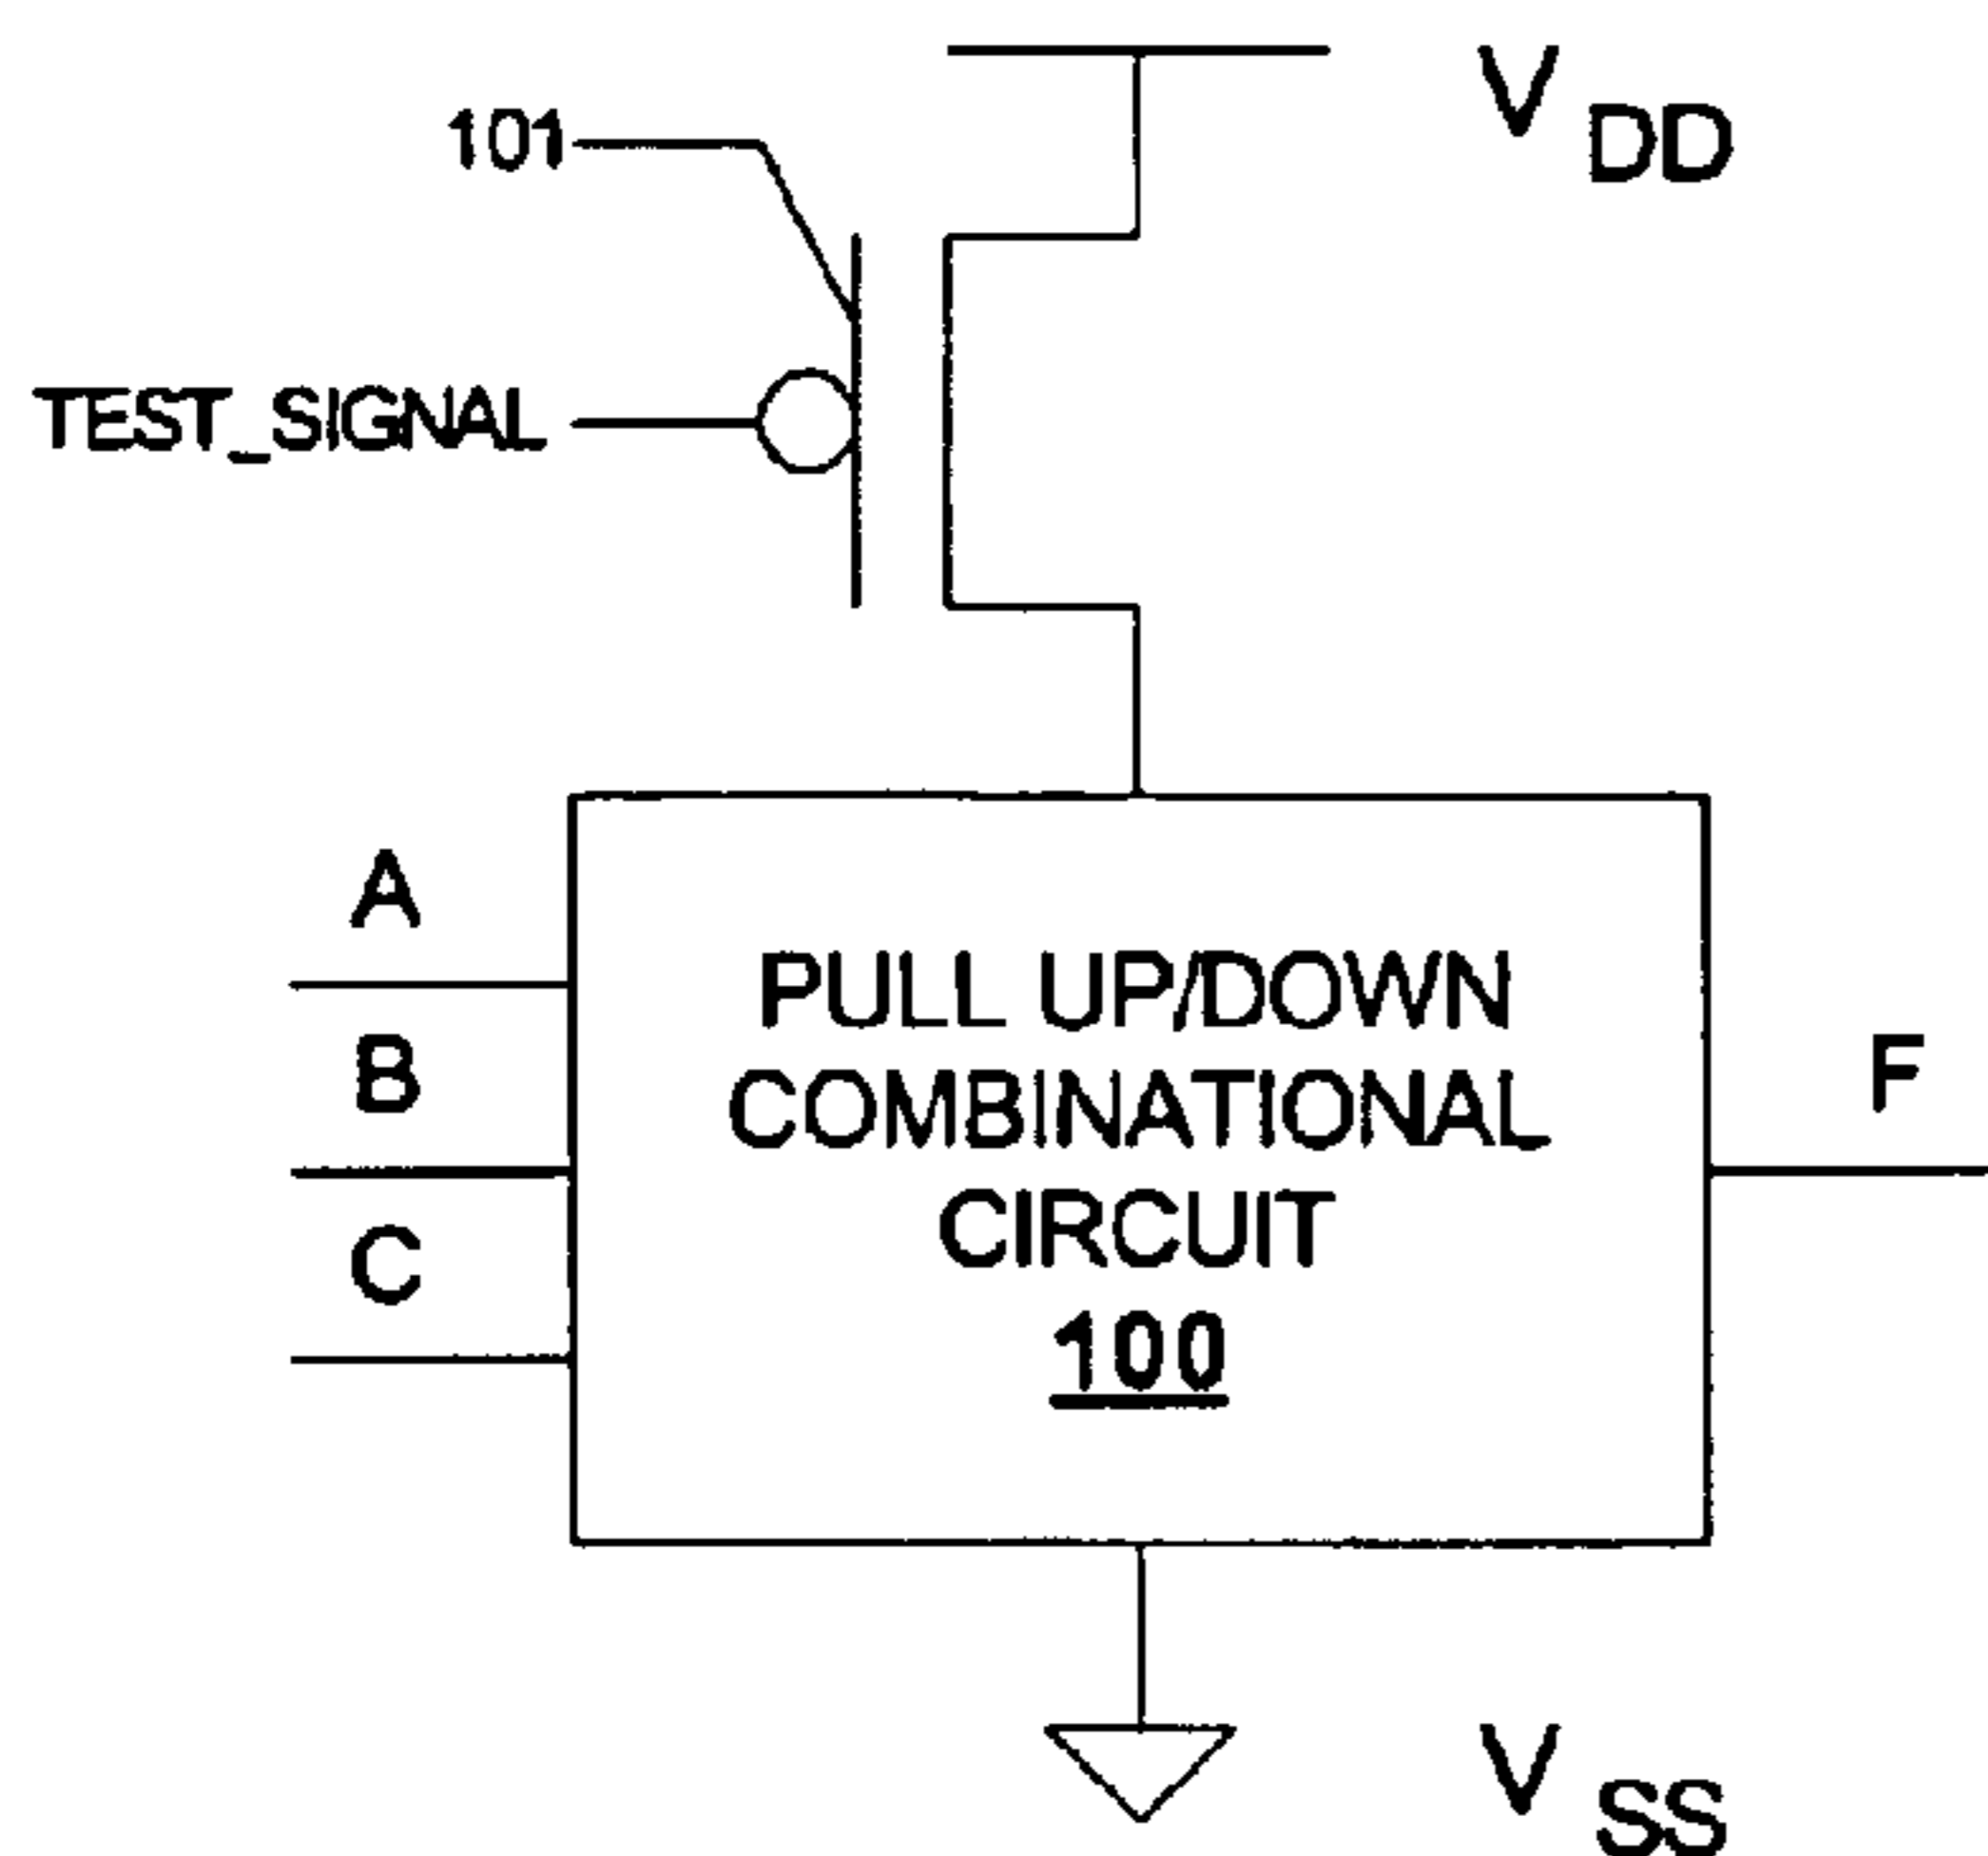 V DD
101
TEST_SIGNAL
A
B
C
PULL UP/DOWN
COMBINATIONAL
CIRCUIT
100
F
V SS